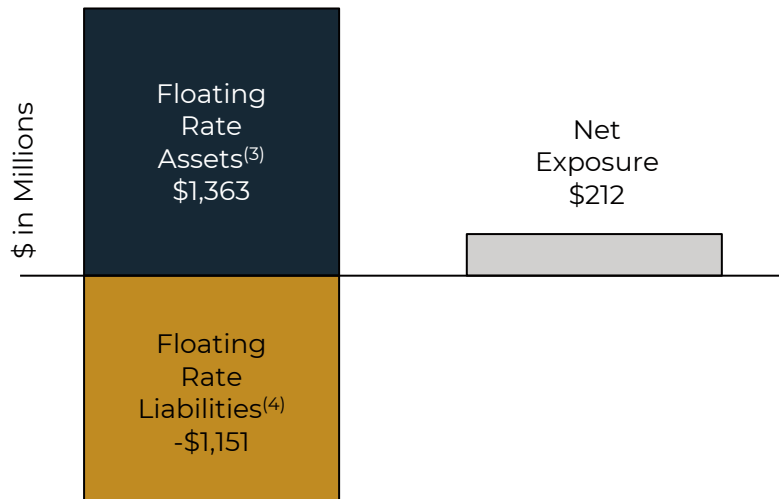 $ in Millions
Floating
Rate
Assets(3)
$1,363
Net
Exposure
$212
Floating
Rate
Liabilities(4)
-$1,151